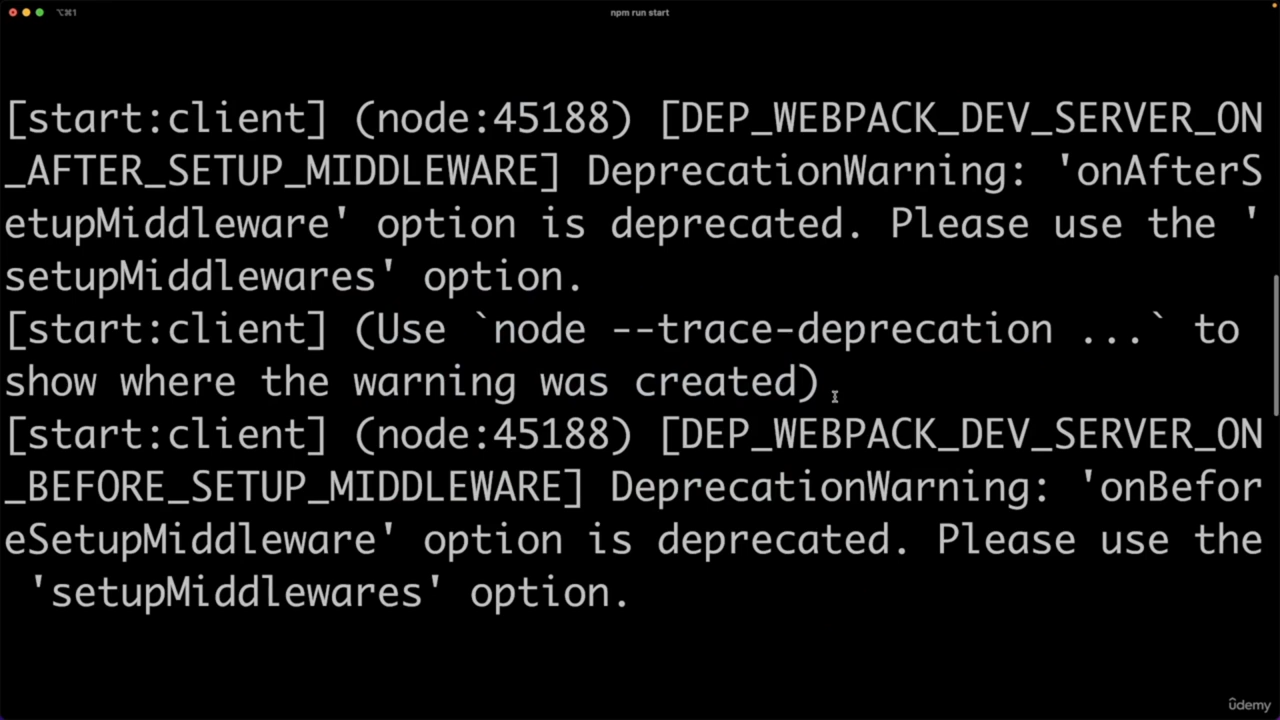 ⌥⌘1
npm run start
[start:client] (node:45188) [DEP_WEBPACK_DEV_SERVER_ON
_AFTER_SETUP_MIDDLEWARE] DeprecationWarning: 'onAfterS
etupMiddleware' option is deprecated. Please use the '
setupMiddlewares' option.
[start:client] (Use `node --trace-deprecation ...` to
show where the warning was created)
[start:client] (node:45188) [DEP_WEBPACK_DEV_SERVER_ON
_BEFORE_SETUP_MIDDLEWARE] DeprecationWarning: 'onBefor
eSetupMiddleware' option is deprecated. Please use the
 'setupMiddlewares' option.
ûdemy